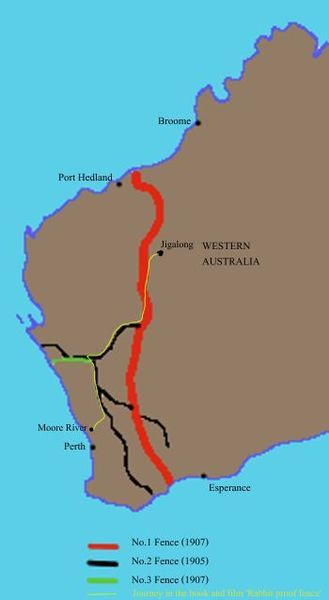 Broome
Port Hedland
Jigalong
WESTERN
AUSTRALIA
Moore River
Perth
Esperance
No.1 Fence (1907)
No.2 Fence (1905)
No.3 Fence (1907)
Journey in the book and film 'Rabbit proof fence'